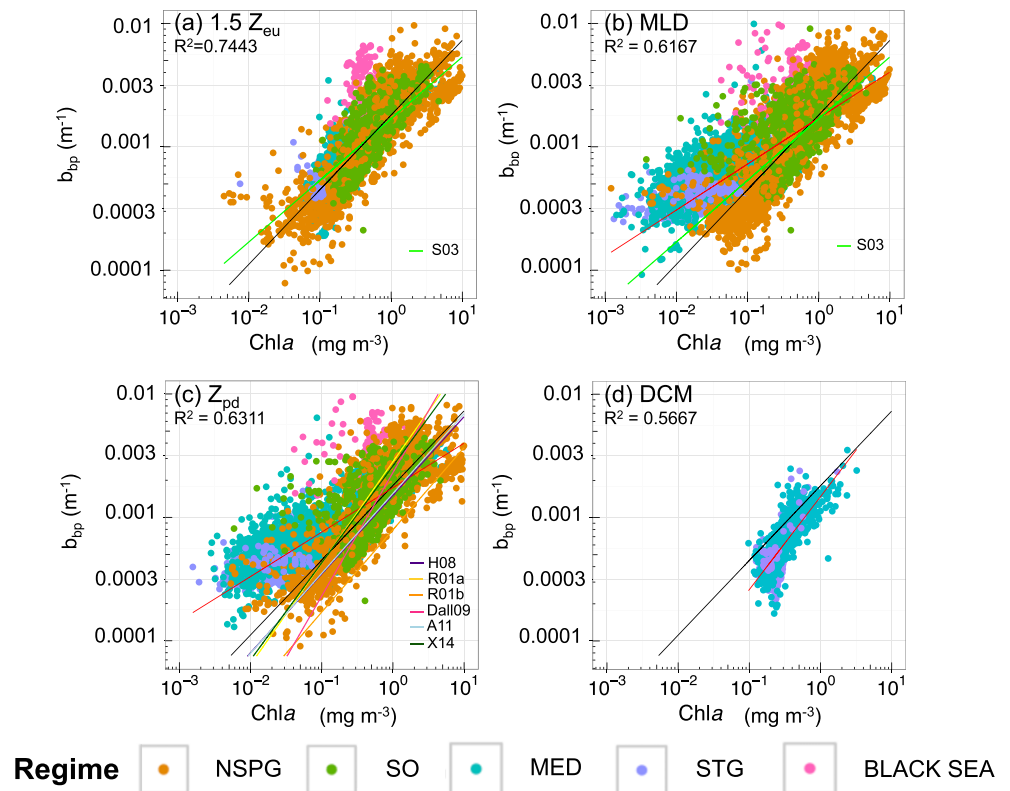 (a) 1.5 Z_eu
R²=0.7443
0.01
0.003
0.001
0.0003
0.0001
b_bp (m⁻¹)
S03
10⁻³ 10⁻² 10⁻¹ 10⁰ 10¹
Chla (mg m⁻³)
(b) MLD
R² = 0.6167
0.01
0.003
0.001
0.0003
0.0001
b_bp (m⁻¹)
S03
10⁻³ 10⁻² 10⁻¹ 10⁰ 10¹
Chla (mg m⁻³)
(c) Z_pd
R² = 0.6311
0.01
0.003
0.001
0.0003
0.0001
b_bp (m⁻¹)
H08
R01a
R01b
Dall09
A11
X14
10⁻³ 10⁻² 10⁻¹ 10⁰ 10¹
Chla (mg m⁻³)
(d) DCM
R² = 0.5667
0.01
0.003
0.001
0.0003
0.0001
b_bp (m⁻¹)
10⁻³ 10⁻² 10⁻¹ 10⁰ 10¹
Chla (mg m⁻³)
Regime NSPG SO MED STG BLACK SEA